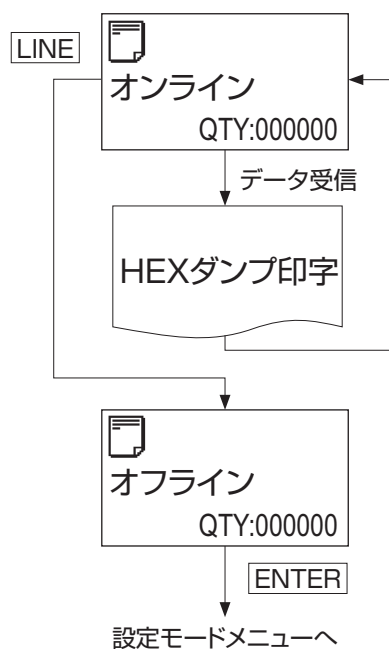 LINE
オンライン
QTY:000000
データ受信
HEXダンプ印字
オフライン
QTY:000000
ENTER
設定モードメニューへ